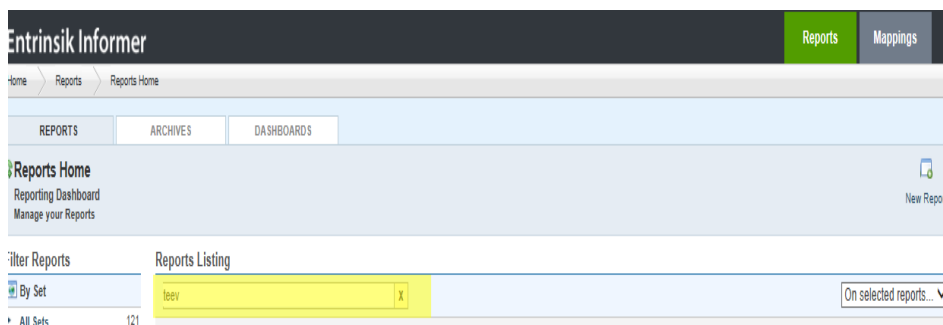 Entrinsik Informer
Reports
Mappings
Home
Reports
Reports Home
REPORTS
ARCHIVES
DASHBOARDS
Reports Home
Reporting Dashboard
Manage your Reports
New Repo
Filter Reports
Reports Listing
By Set
teev
x
On selected reports...
All Sets
121